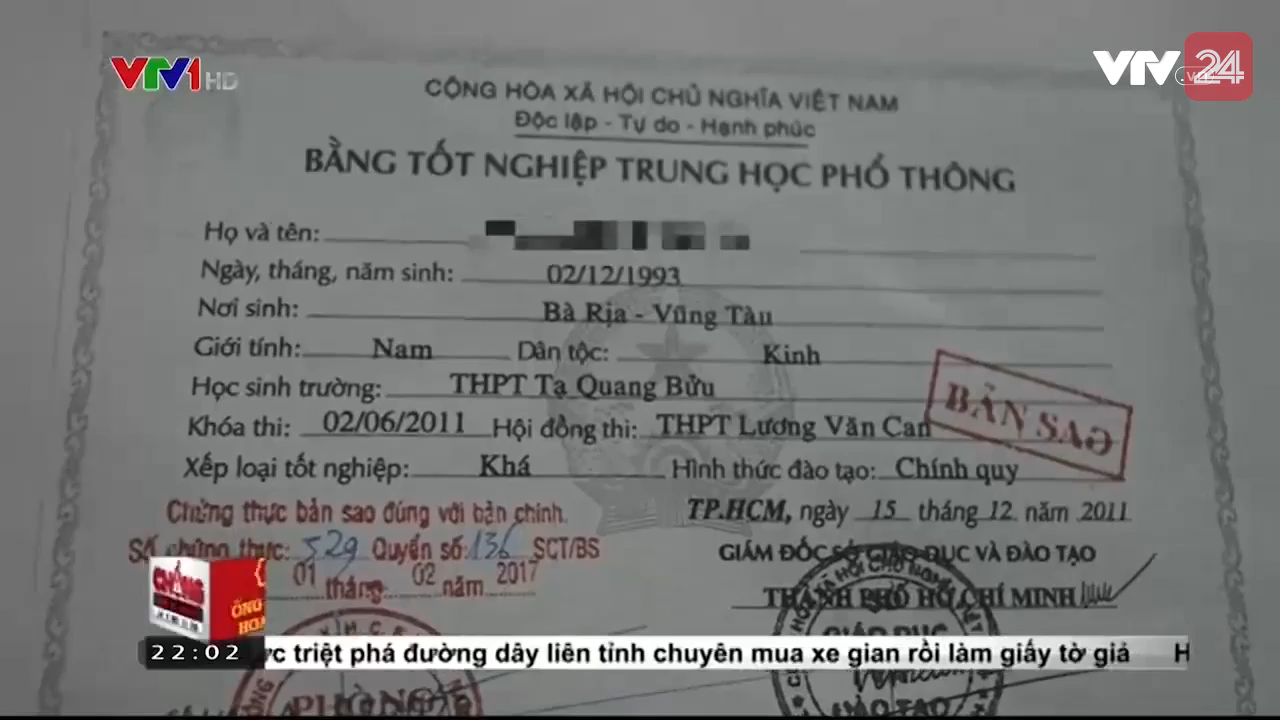 VTV1 HD
VTV 24
CỘNG HÒA XÃ HỘI CHỦ NGHĨA VIỆT NAM
Độc lập - Tự do - Hạnh phúc
BẰNG TỐT NGHIỆP TRUNG HỌC PHỔ THÔNG
Họ và tên:
Ngày, tháng, năm sinh: 02/12/1993
Nơi sinh: Bà Rịa - Vũng Tàu
Giới tính: Nam Dân tộc: Kinh
Học sinh trường: THPT Tạ Quang Bửu
Khóa thi: 02/06/2011 Hội đồng thi: THPT Lương Văn Can
BẢN SAO
Xếp loại tốt nghiệp: Khá Hình thức đào tạo: Chính quy
Chứng thực bản sao đúng với bản chính.
TP.HCM, ngày 15 tháng 12 năm 2011
Số chứng thực: 529 Quyển số: 136 SCT/BS
GIÁM ĐỐC SỞ GIÁO DỤC VÀ ĐÀO TẠO
01 tháng 02 năm 2017
THÀNH PHỐ HỒ CHÍ MINH
22:02 ực triệt phá đường dây liên tỉnh chuyên mua xe gian rồi làm giấy tờ giả H
PHƯỜNG
GIÁO DỤC
ĐÀO TẠO